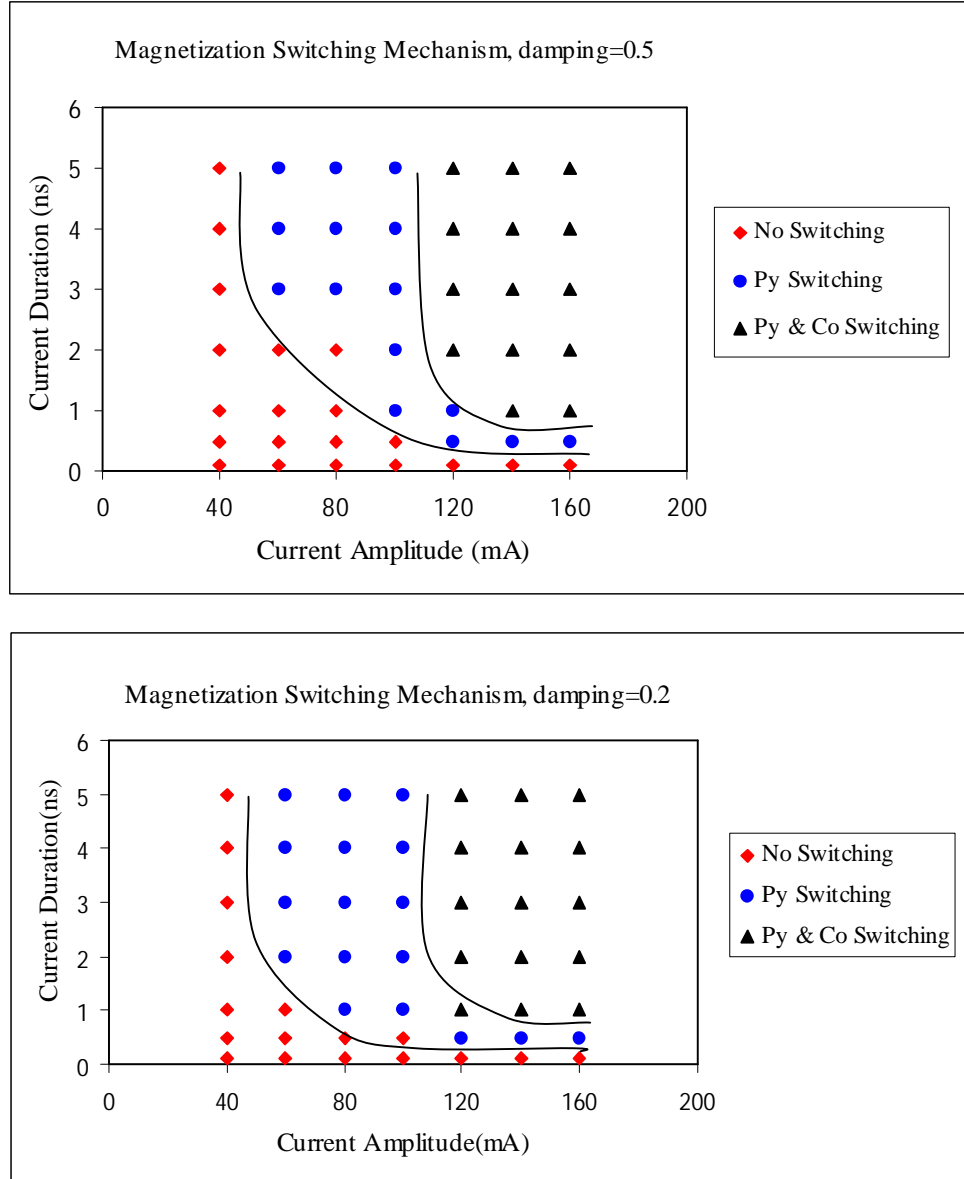 Magnetization Switching Mechanism, damping=0.5
6
5
4
3
2
1
0
Current Duration (ns)
0 40 80 120 160 200
Current Amplitude (mA)
No Switching
Py Switching
Py & Co Switching
Magnetization Switching Mechanism, damping=0.2
6
5
4
3
2
1
0
Current Duration(ns)
0 40 80 120 160 200
Current Amplitude(mA)
No Switching
Py Switching
Py & Co Switching